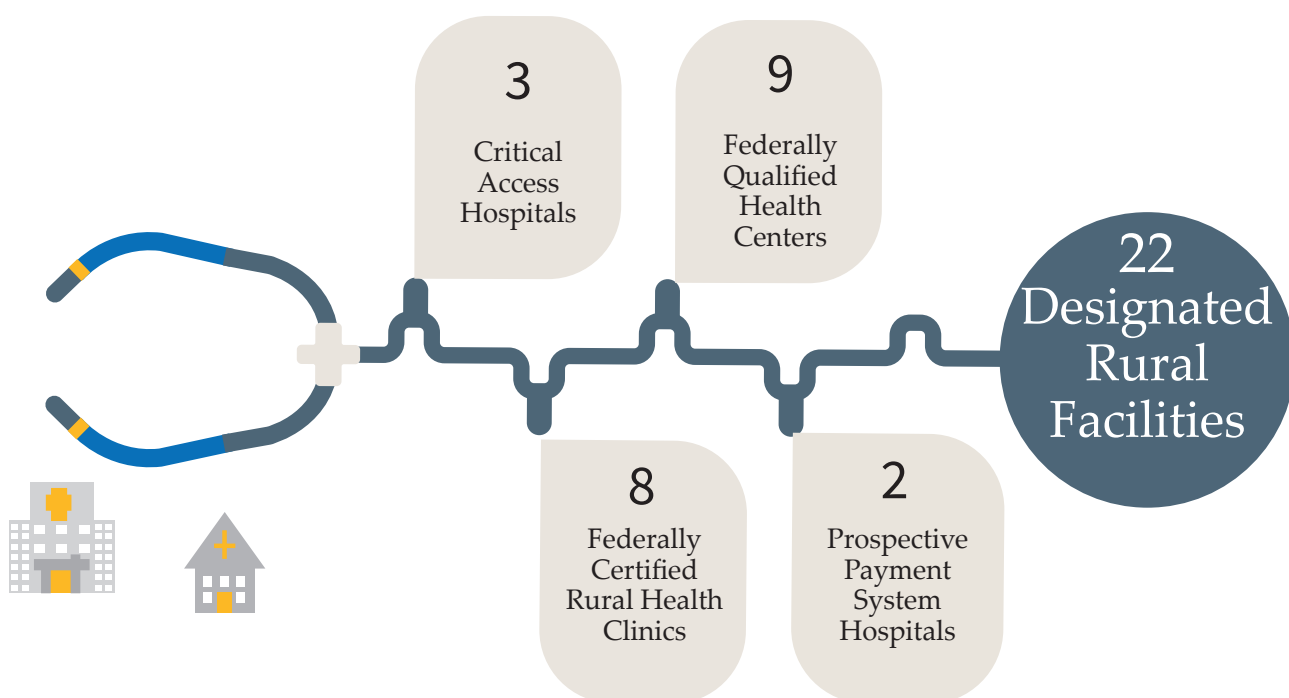 3
Critical
Access
Hospitals
9
Federally
Qualified
Health
Centers
8
Federally
Certified
Rural Health
Clinics
2
Prospective
Payment
System
Hospitals
22
Designated
Rural
Facilities